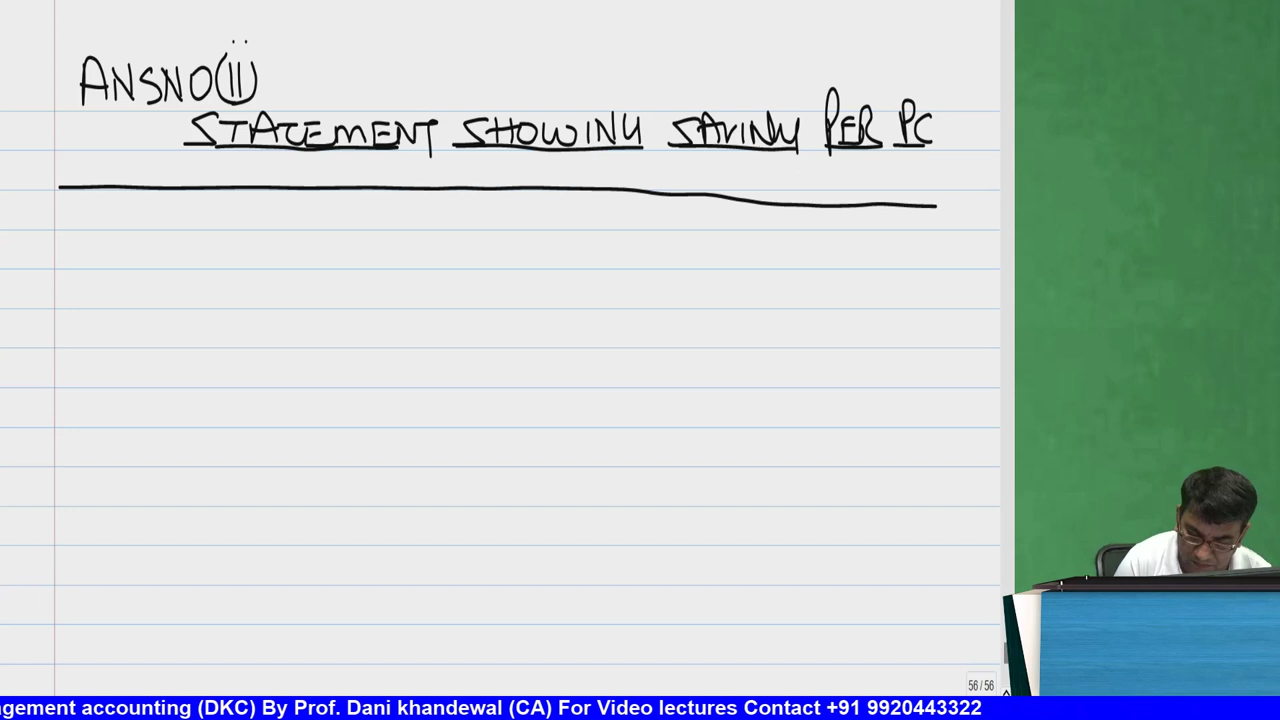 ANSNO(ii)
STATEMENT SHOWING SAVING PER PC
56/56
gement accounting (DKC) By Prof. Dani khandewal (CA) For Video lectures Contact +91 9920443322